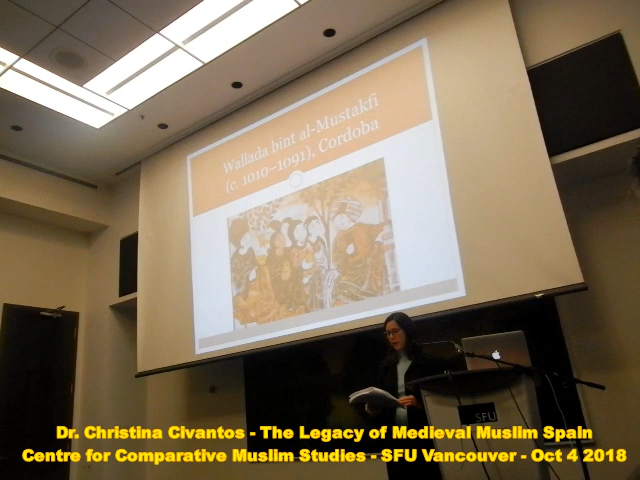 Wallada bint al-Mustakfi
(c. 1010–1091), Cordoba
SFU
Dr. Christina Civantos - The Legacy of Medieval Muslim Spain
Centre for Comparative Muslim Studies - SFU Vancouver - Oct 4 2018